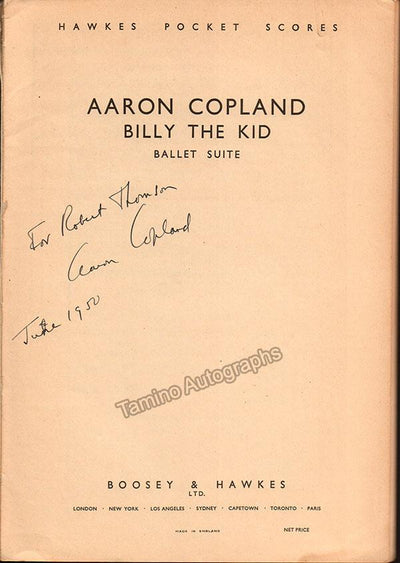 HAWKES POCKET SCORES
AARON COPLAND
BILLY THE KID
BALLET SUITE
For Robert Thomson
Aaron Copland
June 1950
Tamino Autographs
BOOSEY & HAWKES
LTD.
LONDON · NEW YORK · LOS ANGELES · SYDNEY · CAPETOWN · TORONTO · PARIS
MADE IN ENGLAND
NET PRICE